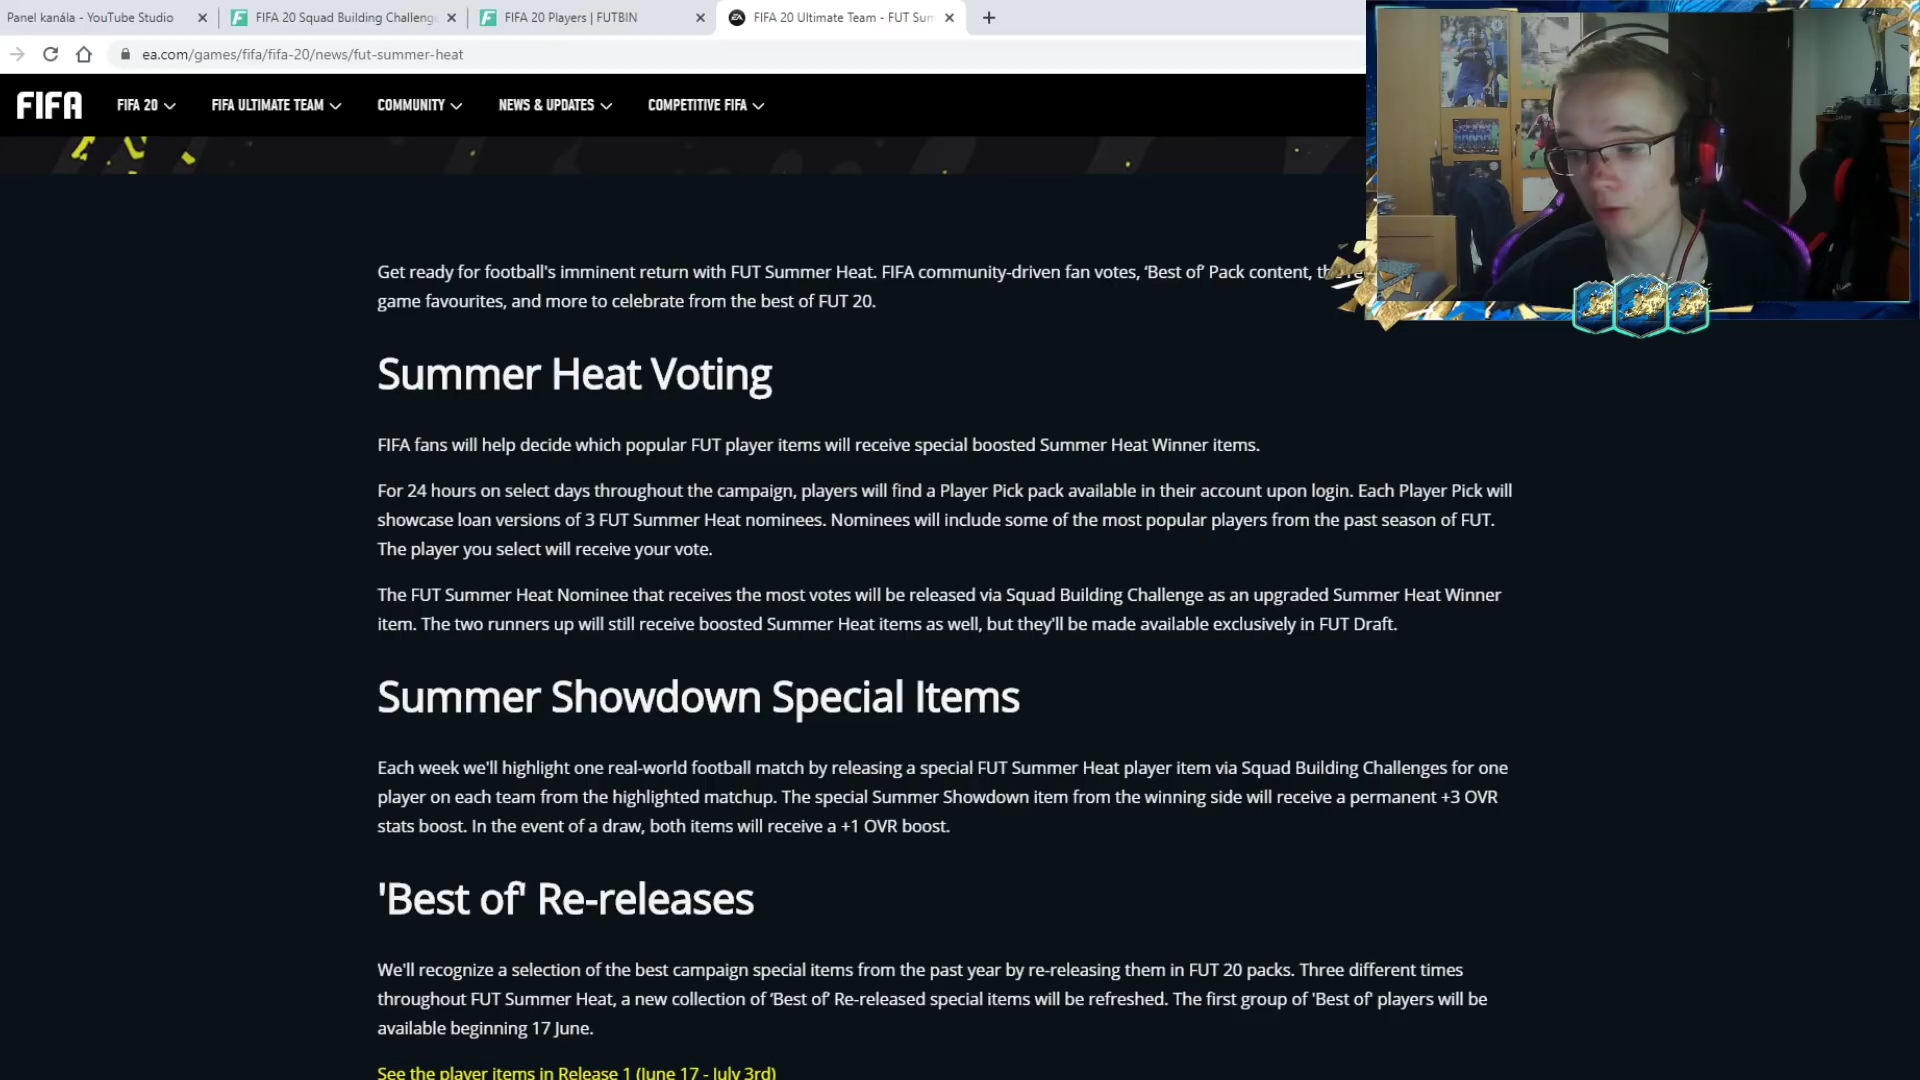 Panel kanála - YouTube Studio
FIFA 20 Squad Building Challenge
FIFA 20 Players | FUTBIN
FIFA 20 Ultimate Team - FUT Sum
ea.com/games/fifa/fifa-20/news/fut-summer-heat
FIFA FIFA 20 FIFA ULTIMATE TEAM COMMUNITY NEWS & UPDATES COMPETITIVE FIFA
Get ready for football's imminent return with FUT Summer Heat. FIFA community-driven fan votes, ‘Best of’ Pack content,
game favourites, and more to celebrate from the best of FUT 20.
Summer Heat Voting
FIFA fans will help decide which popular FUT player items will receive special boosted Summer Heat Winner items.
For 24 hours on select days throughout the campaign, players will find a Player Pick pack available in their account upon login. Each Player Pick will
showcase loan versions of 3 FUT Summer Heat nominees. Nominees will include some of the most popular players from the past season of FUT.
The player you select will receive your vote.
The FUT Summer Heat Nominee that receives the most votes will be released via Squad Building Challenge as an upgraded Summer Heat Winner
item. The two runners up will still receive boosted Summer Heat items as well, but they'll be made available exclusively in FUT Draft.
Summer Showdown Special Items
Each week we'll highlight one real-world football match by releasing a special FUT Summer Heat player item via Squad Building Challenges for one
player on each team from the highlighted matchup. The special Summer Showdown item from the winning side will receive a permanent +3 OVR
stats boost. In the event of a draw, both items will receive a +1 OVR boost.
'Best of' Re-releases
We'll recognize a selection of the best campaign special items from the past year by re-releasing them in FUT 20 packs. Three different times
throughout FUT Summer Heat, a new collection of ‘Best of’ Re-released special items will be refreshed. The first group of 'Best of' players will be
available beginning 17 June.
See the player items in Release 1 (June 17 - July 3rd)